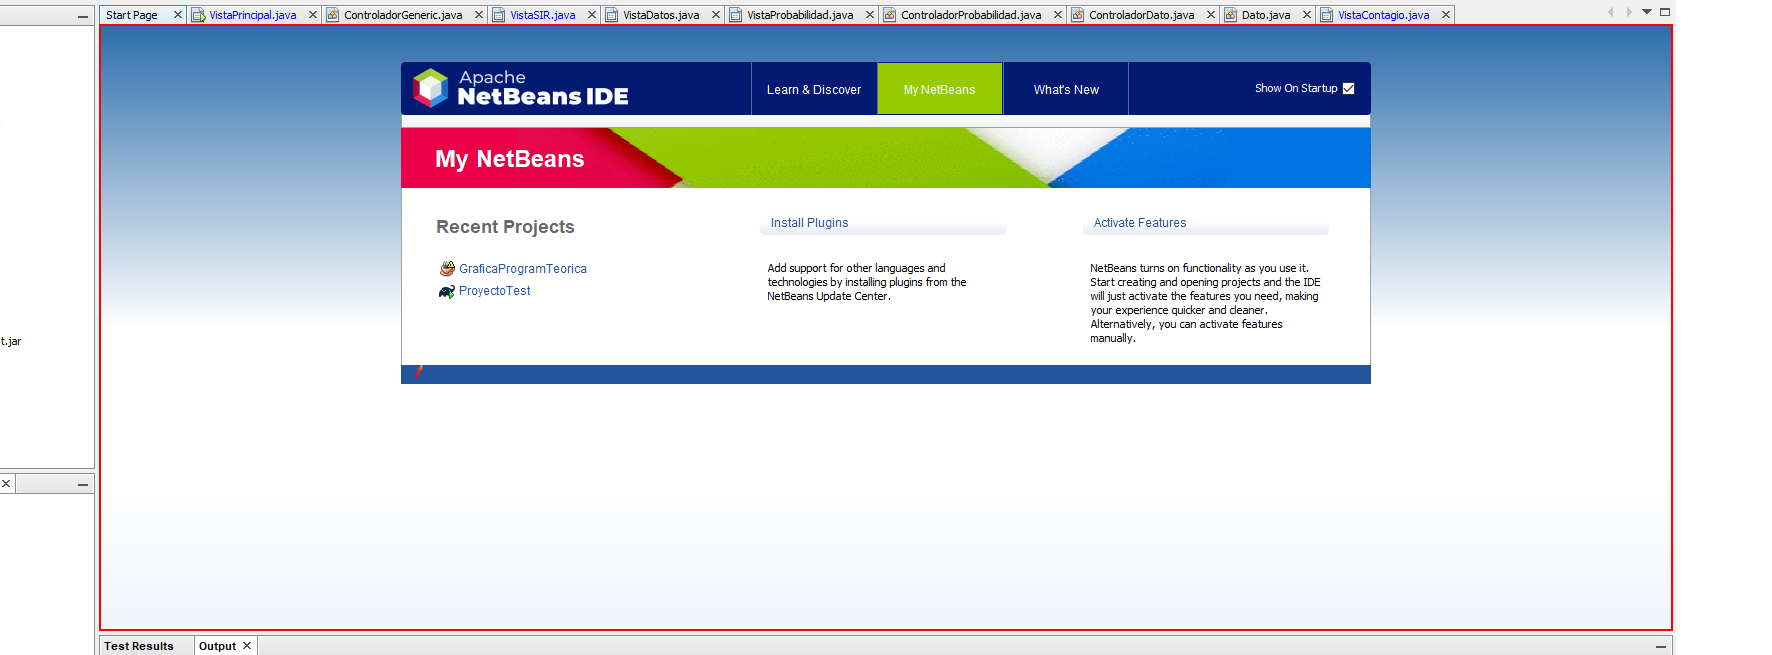 Start Page
VistaPrincipal.java
ControladorGeneric.java
VistaSIR.java
VistaDatos.java
VistaProbabilidad.java
ControladorProbabilidad.java
ControladorDato.java
Dato.java
VistaContagio.java
Apache
NetBeans IDE
Learn & Discover
My NetBeans
What's New
Show On Startup
My NetBeans
Recent Projects
GraficaProgramTeorica
ProyectoTest
Install Plugins
Add support for other languages and
technologies by installing plugins from the
NetBeans Update Center.
Activate Features
NetBeans turns on functionality as you use it.
Start creating and opening projects and the IDE
will just activate the features you need, making
your experience quicker and cleaner.
Alternatively, you can activate features
manually.
t.jar
Test Results
Output